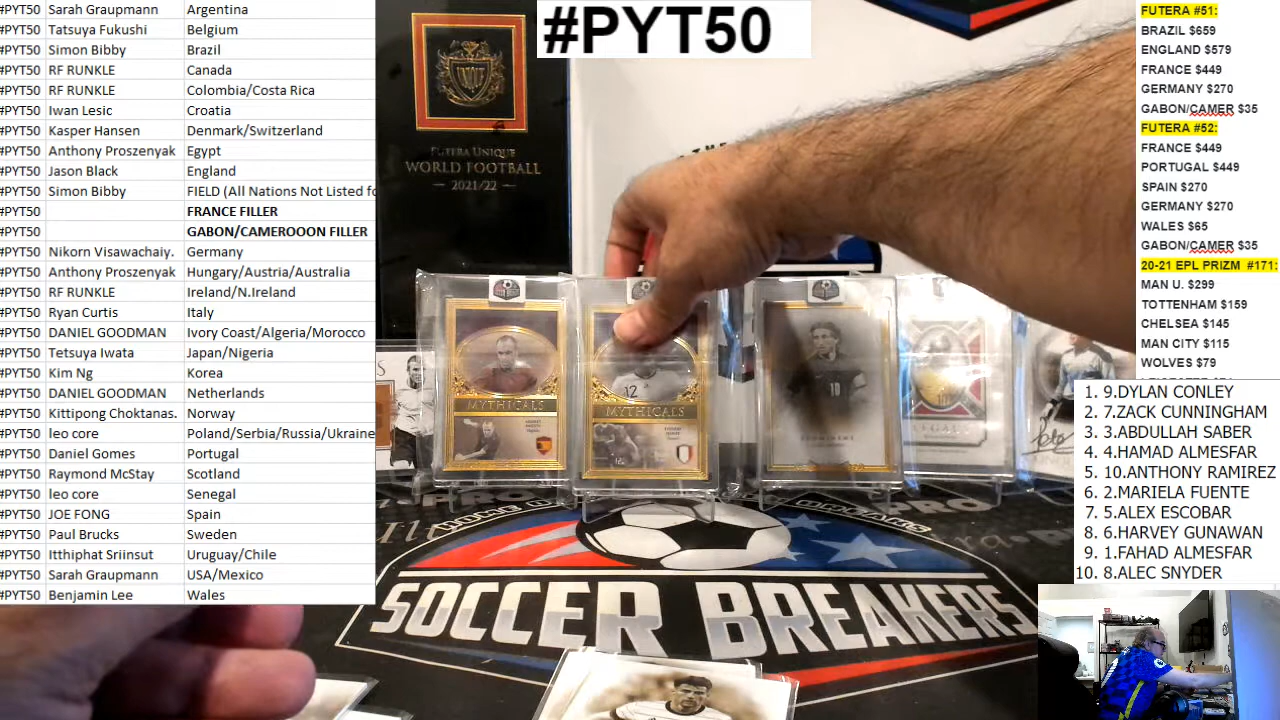 #PYT50 Sarah Graupmann Argentina
#PYT50 Tatsuya Fukushi Belgium
#PYT50 Simon Bibby Brazil
#PYT50 RF RUNKLE Canada
#PYT50 RF RUNKLE Colombia/Costa Rica
#PYT50 Iwan Lesic Croatia
#PYT50 Kasper Hansen Denmark/Switzerland
#PYT50 Anthony Proszenyak Egypt
#PYT50 Jason Black England
#PYT50 Simon Bibby FIELD (All Nations Not Listed fo
#PYT50 FRANCE FILLER
#PYT50 GABON/CAMEROOON FILLER
#PYT50 Nikorn Visawachaiy. Germany
#PYT50 Anthony Proszenyak Hungary/Austria/Australia
#PYT50 RF RUNKLE Ireland/N.Ireland
#PYT50 Ryan Curtis Italy
#PYT50 DANIEL GOODMAN Ivory Coast/Algeria/Morocco
#PYT50 Tetsuya Iwata Japan/Nigeria
#PYT50 Kim Ng Korea
#PYT50 DANIEL GOODMAN Netherlands
#PYT50 Kittipong Choktanas. Norway
#PYT50 leo core Poland/Serbia/Russia/Ukraine
#PYT50 Daniel Gomes Portugal
#PYT50 Raymond McStay Scotland
#PYT50 leo core Senegal
#PYT50 JOE FONG Spain
#PYT50 Paul Brucks Sweden
#PYT50 Itthiphat Sriinsut Uruguay/Chile
#PYT50 Sarah Graupmann USA/Mexico
#PYT50 Benjamin Lee Wales
#PYT50
FUTERA UNIQUE
WORLD FOOTBALL
2021/22
THE
MYTHICALS
MYTHICALS
12
10
SOCCER BREAKERS
FUTERA #51:
BRAZIL $659
ENGLAND $579
FRANCE $449
GERMANY $270
GABON/CAMER $35
FUTERA #52:
FRANCE $449
PORTUGAL $449
SPAIN $270
GERMANY $270
WALES $65
GABON/CAMER $35
20-21 EPL PRIZM #171:
MAN U. $299
TOTTENHAM $159
CHELSEA $145
MAN CITY $115
WOLVES $79
1. 9.DYLAN CONLEY
2. 7.ZACK CUNNINGHAM
3. 3.ABDULLAH SABER
4. 4.HAMAD ALMESFAR
5. 10.ANTHONY RAMIREZ
6. 2.MARIELA FUENTE
7. 5.ALEX ESCOBAR
8. 6.HARVEY GUNAWAN
9. 1.FAHAD ALMESFAR
10. 8.ALEC SNYDER